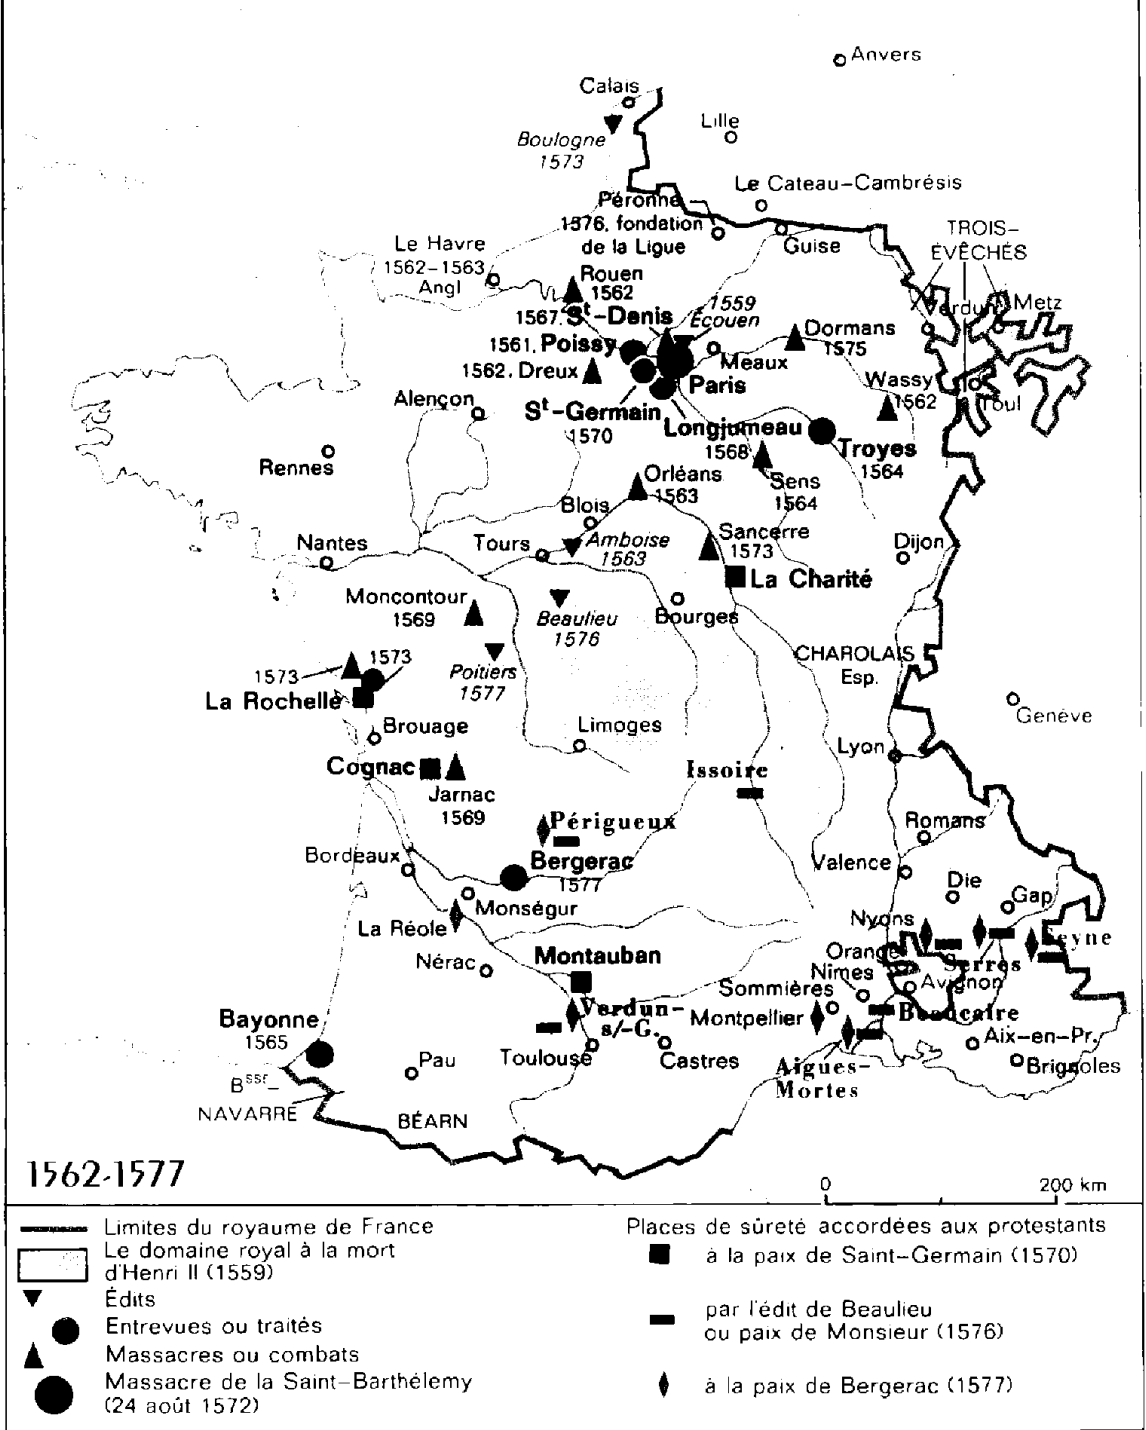 Anvers
Calais
Lille
Boulogne
1573
Le Cateau-Cambrésis
Péronne
1576, fondation
de la Ligue
Guise
TROIS-
ÉVÊCHÉS
Le Havre
1562-1563
Angl
Rouen
1562
1567, St-Denis
1559
Écouen
Verdun
Metz
1561, Poissy
Meaux
Dormans
1575
1562, Dreux
Paris
Wassy
1562
Toul
Alençon
St-Germain
1570
Longjumeau
1568
Troyes
1564
Rennes
Orléans
1563
Sens
1564
Blois
Sancerre
1573
Nantes
Tours
Amboise
1563
Dijon
La Charité
Moncontour
1569
Beaulieu
1576
Bourges
1573
1573
Poitiers
1577
CHAROLAIS
Esp.
La Rochelle
Genève
Brouage
Limoges
Lyon
Cognac
Jarnac
1569
Issoire
Périgueux
Romans
Bordeaux
Bergerac
1577
Valence
Die
Gap
Monségur
La Réole
Nyons
Seyne
Nérac
Montauban
Orange
Serres
Nîmes
Avignon
Sommières
Bayonne
1565
Verdun-
s/-G.
Montpellier
Beaucaire
Pau
Toulouse
Castres
Aix-en-Pr.
Aigues-
Mortes
Brignoles
Bsse-
NAVARRE
BÉARN
1562-1577
0 200 km
Limites du royaume de France
Le domaine royal à la mort
d'Henri II (1559)
Édits
Entrevues ou traités
Massacres ou combats
Massacre de la Saint-Barthélemy
(24 août 1572)
Places de sûreté accordées aux protestants
à la paix de Saint-Germain (1570)
par l'édit de Beaulieu
ou paix de Monsieur (1576)
à la paix de Bergerac (1577)